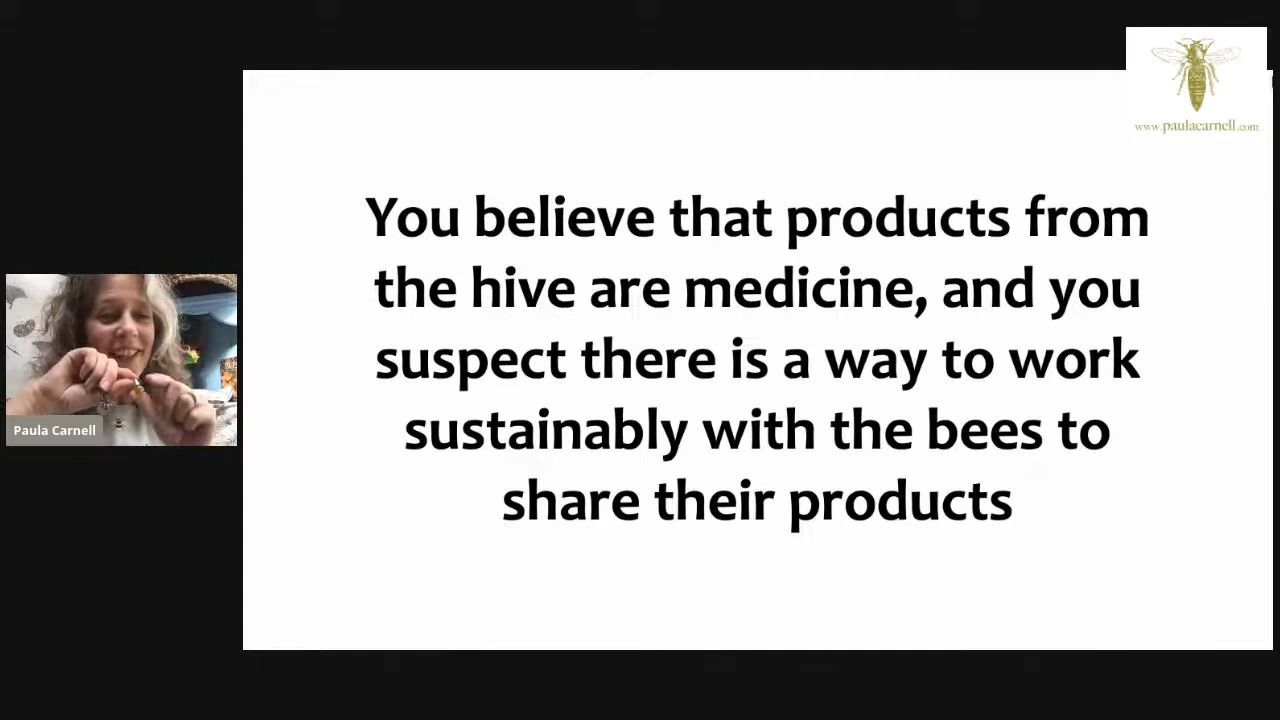 www.paulacarnell.com
You believe that products from
the hive are medicine, and you
suspect there is a way to work
sustainably with the bees to
share their products
Paula Carnell